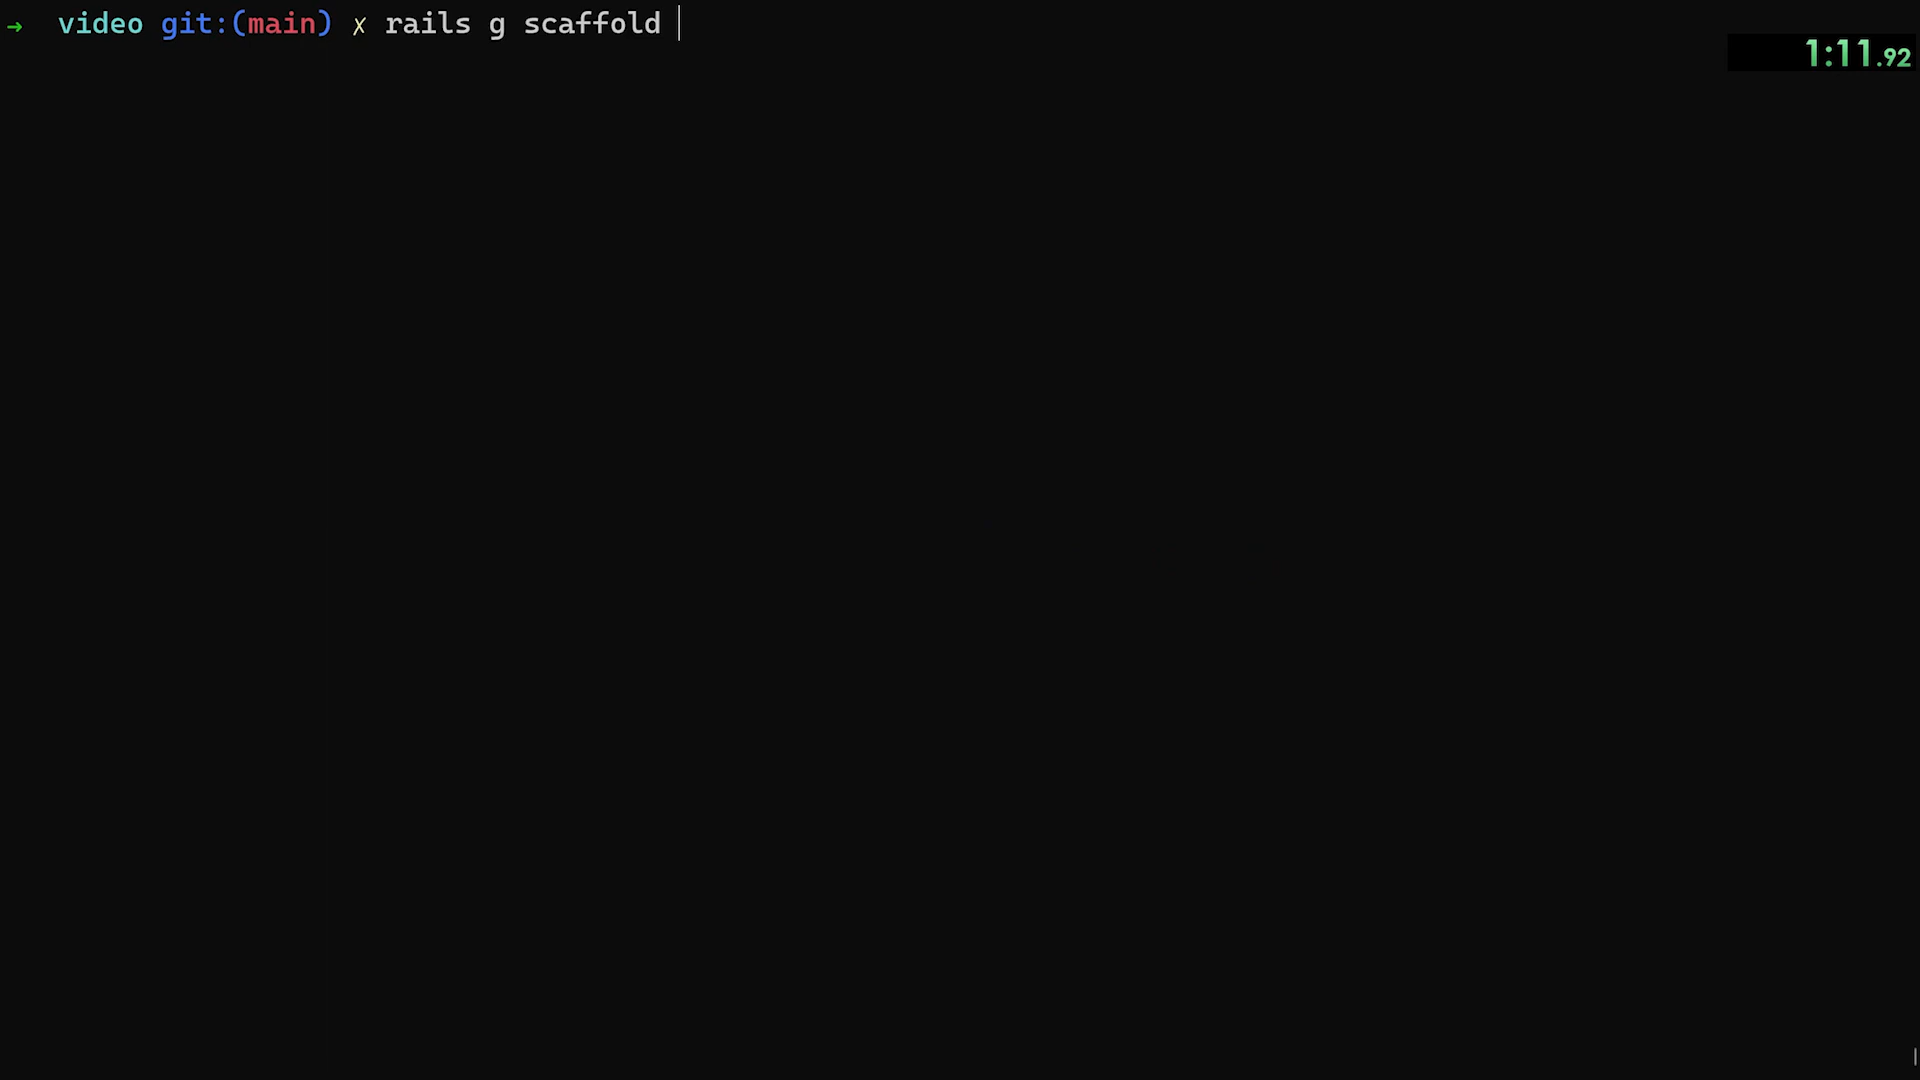 → video git:(main) ✗ rails g scaffold
1:11.92